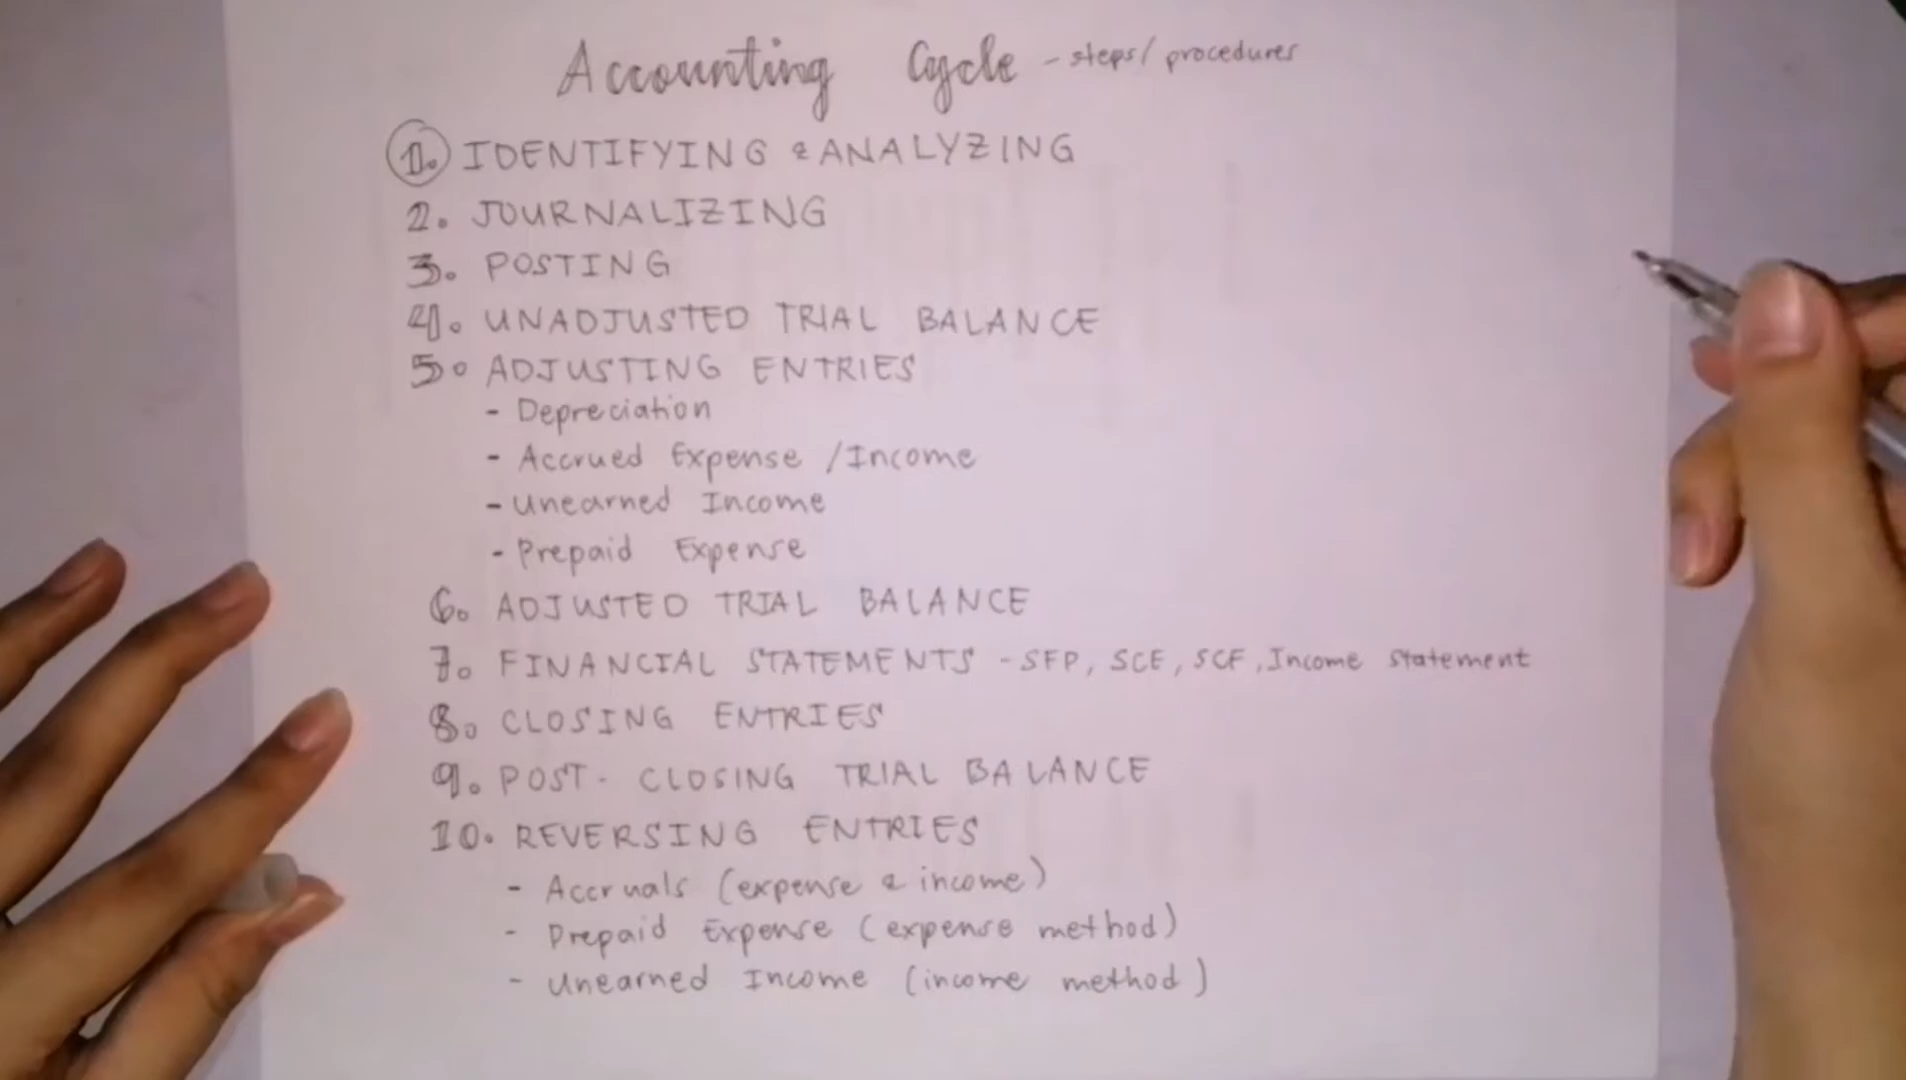 Accounting Cycle - steps/procedures
1. IDENTIFYING & ANALYZING
2. JOURNALIZING
3. POSTING
4. UNADJUSTED TRIAL BALANCE
5. ADJUSTING ENTRIES
- Depreciation
- Accrued Expense /Income
- Unearned Income
- Prepaid Expense
6. ADJUSTED TRIAL BALANCE
7. FINANCIAL STATEMENTS - SFP, SCE, SCF, Income Statement
8. CLOSING ENTRIES
9. POST- CLOSING TRIAL BALANCE
10. REVERSING ENTRIES
- Accruals (expense & income)
- Prepaid Expense (expense method)
- Unearned Income (income method)